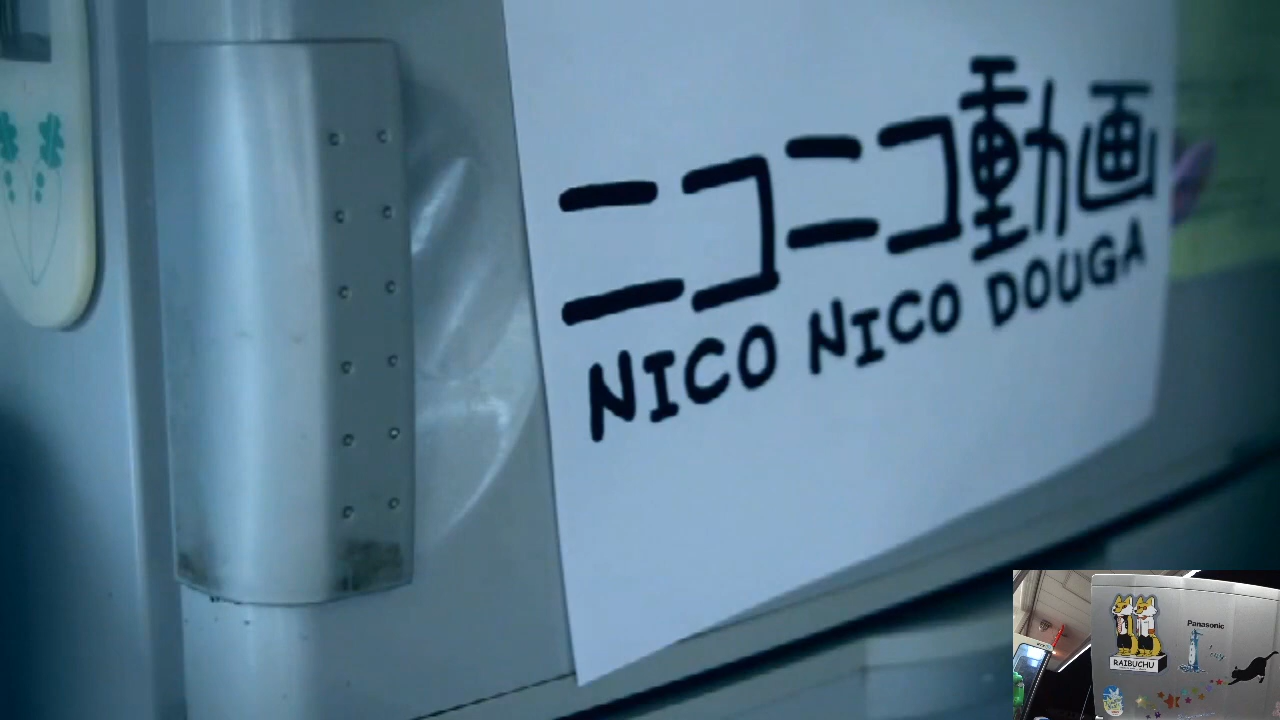 ニコニコ動画
NICO NICO DOUGA
Panasonic
RAIBUCHU